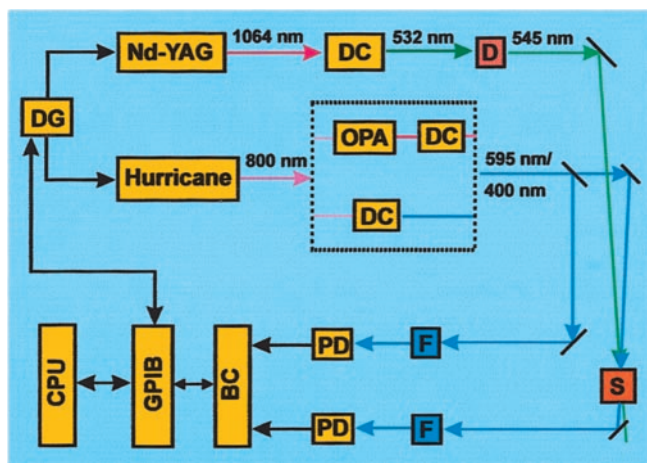 Nd-YAG
1064 nm
DC
532 nm
D
545 nm
DG
Hurricane
800 nm
OPA
DC
DC
595 nm/
400 nm
CPU
GPIB
BC
PD
F
S
PD
F